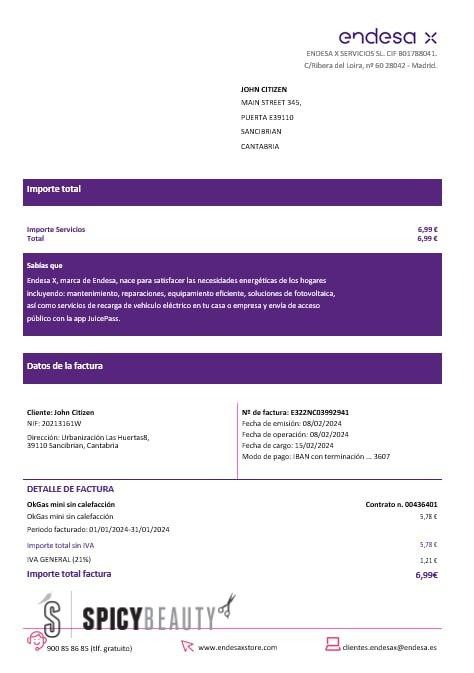 endesa x
ENDESA X SERVICIOS SL. CIF B01788041.
C/Ribera del Loira, nº 60 28042 - Madrid.
JOHN CITIZEN
MAIN STREET 345,
PUERTA E39110
SANCIBRIAN
CANTABRIA
Importe total
Importe Servicios 6,99 €
Total 6,99 €
Sabías que
Endesa X, marca de Endesa, nace para satisfacer las necesidades energéticas de los hogares
incluyendo: mantenimiento, reparaciones, equipamiento eficiente, soluciones de fotovoltaica,
así como servicios de recarga de vehículo eléctrico en tu casa o empresa y envía de acceso
público con la app JuicePass.
Datos de la factura
Cliente: John Citizen
NIF: 20213161W
Dirección: Urbanización Las Huertas8,
39110 Sancibrian, Cantabria
Nº de factura: E322NC03992941
Fecha de emisión: 08/02/2024
Fecha de operación: 08/02/2024
Fecha de cargo: 15/02/2024
Modo de pago: IBAN con terminación ... 3607
DETALLE DE FACTURA
OkGas mini sin calefacción Contrato n. 00436401
OkGas mini sin calefacción 5,78 €
Periodo facturado: 01/01/2024-31/01/2024
Importe total sin IVA 5,78 €
IVA GENERAL (21%) 1,21 €
Importe total factura 6,99€
S SPICYBEAUTY
900 85 86 85 (tlf. gratuito) www.endesaxstore.com clientes.endesax@endesa.es